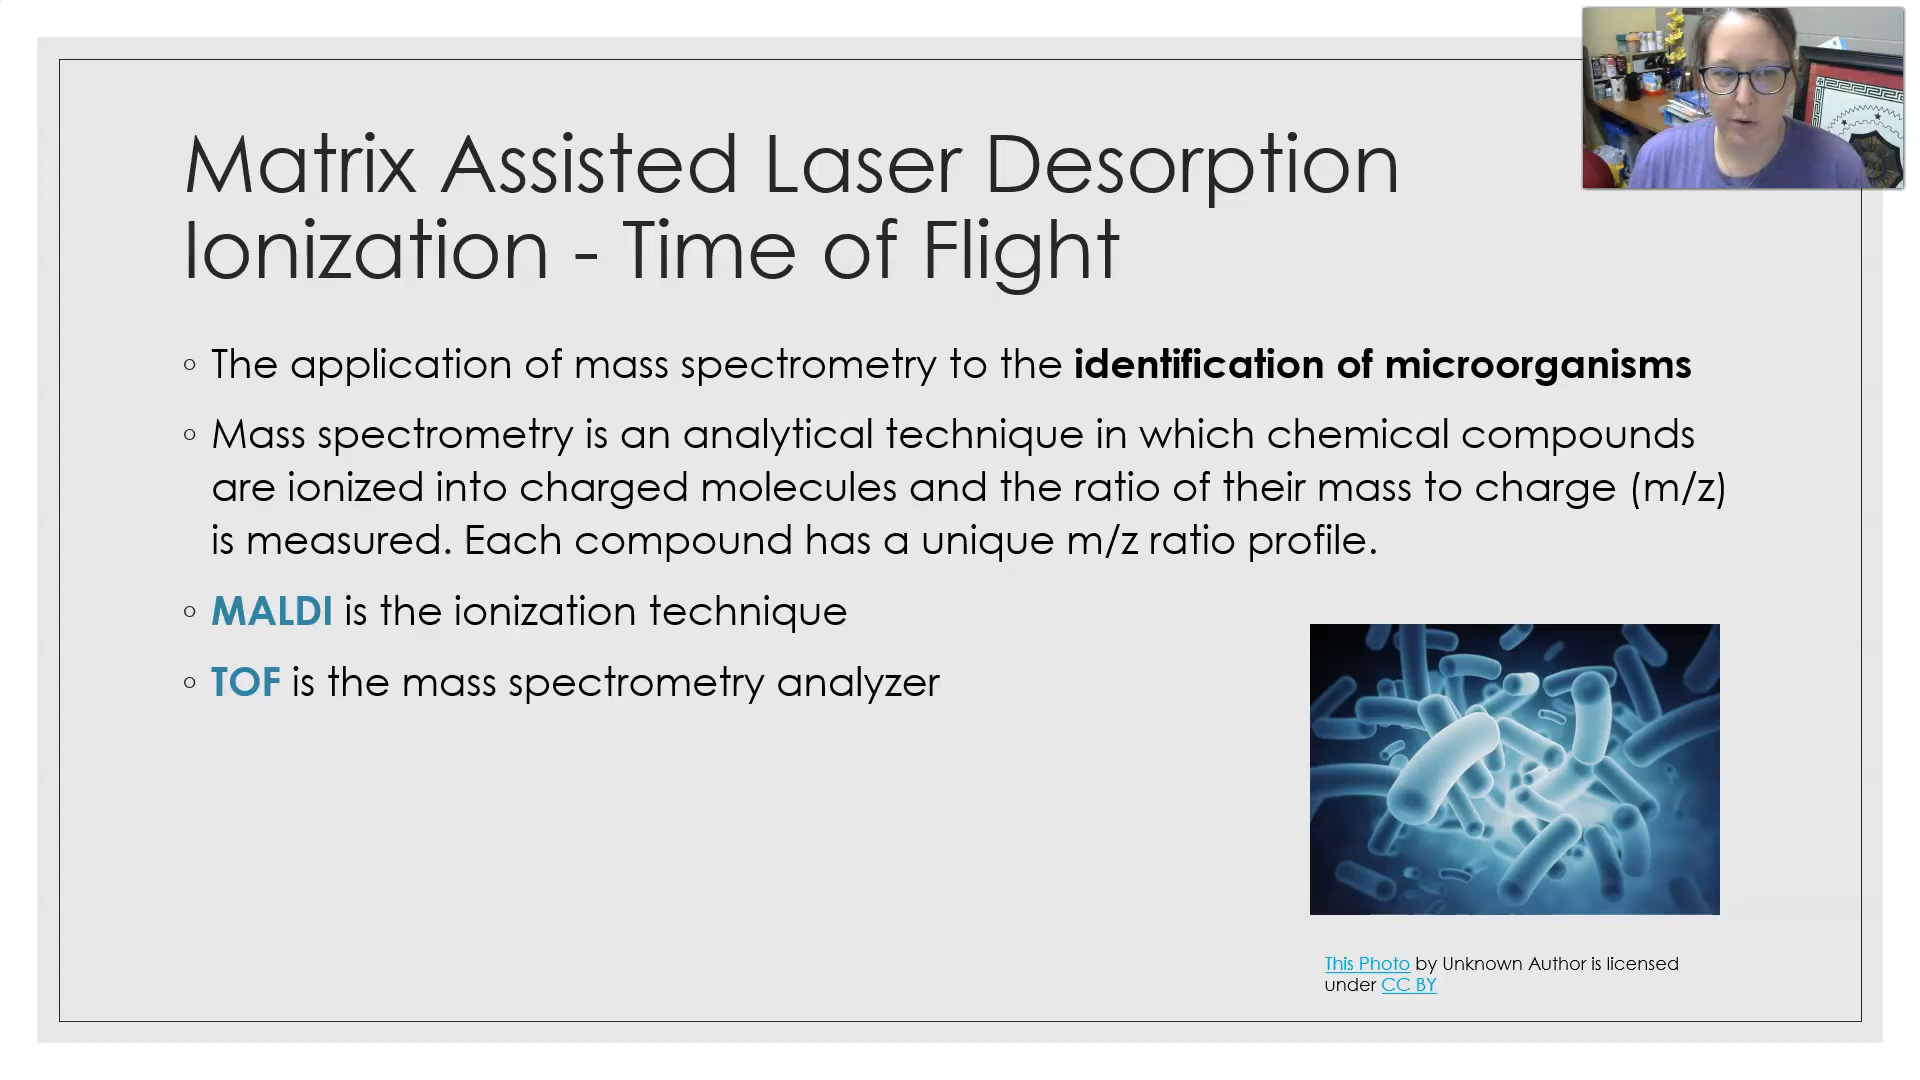 Matrix Assisted Laser Desorption
Ionization - Time of Flight
◦ The application of mass spectrometry to the identification of microorganisms
◦ Mass spectrometry is an analytical technique in which chemical compounds
are ionized into charged molecules and the ratio of their mass to charge (m/z)
is measured. Each compound has a unique m/z ratio profile.
◦ MALDI is the ionization technique
◦ TOF is the mass spectrometry analyzer
This Photo by Unknown Author is licensed
under CC BY